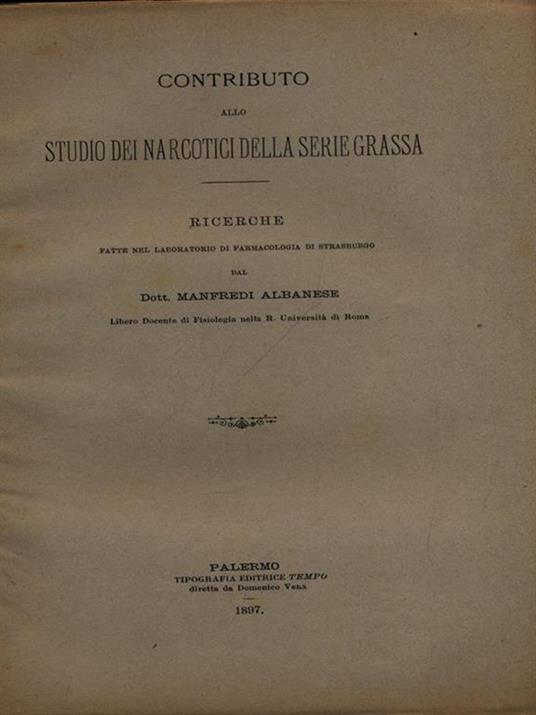 CONTRIBUTO
ALLO
STUDIO DEI NARCOTICI DELLA SERIE GRASSA
RICERCHE
FATTE NEL LABORATORIO DI FARMACOLOGIA DI STRASBURGO
DAL
Dott. MANFREDI ALBANESE
Libero Docente di Fisiologia nella R. Università di Roma
PALERMO
TIPOGRAFIA EDITRICE TEMPO
diretta da Domenico Vena
1897.